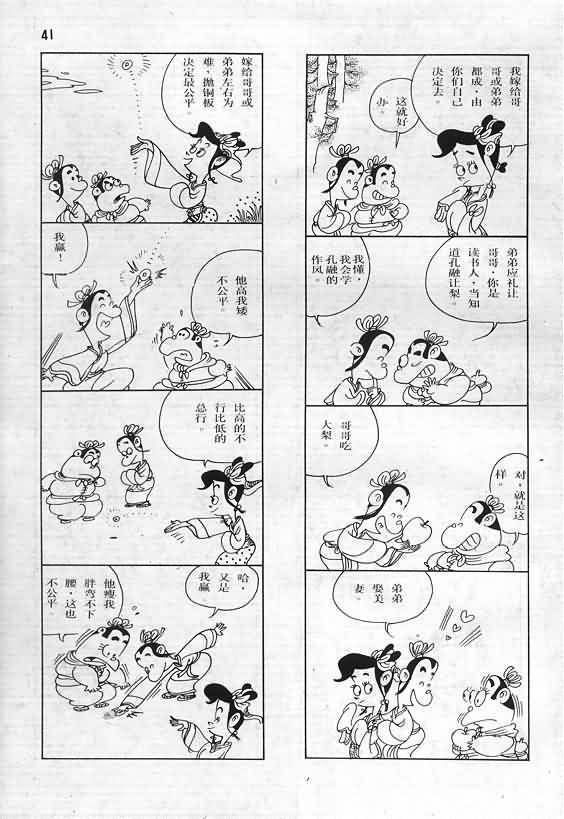 41
我嫁给哥
哥或弟弟
都成，由
你们自己
决定去。
这就好
办。
弟弟应礼让
哥哥，你是
读书人，当知
道孔融让梨。
我懂，
我会学
孔融的
作风。
对，就是这
样。
哥哥吃
大梨。
弟弟
娶美
妻。
嫁给哥哥或
弟弟左右为
难，抛铜板
决定最公平。
他高我矮
不公平。
我赢！
比高的不
行比低的
总行。
哈，
又是
我赢
他瘦我
胖弯不下
腰，这也
不公平。